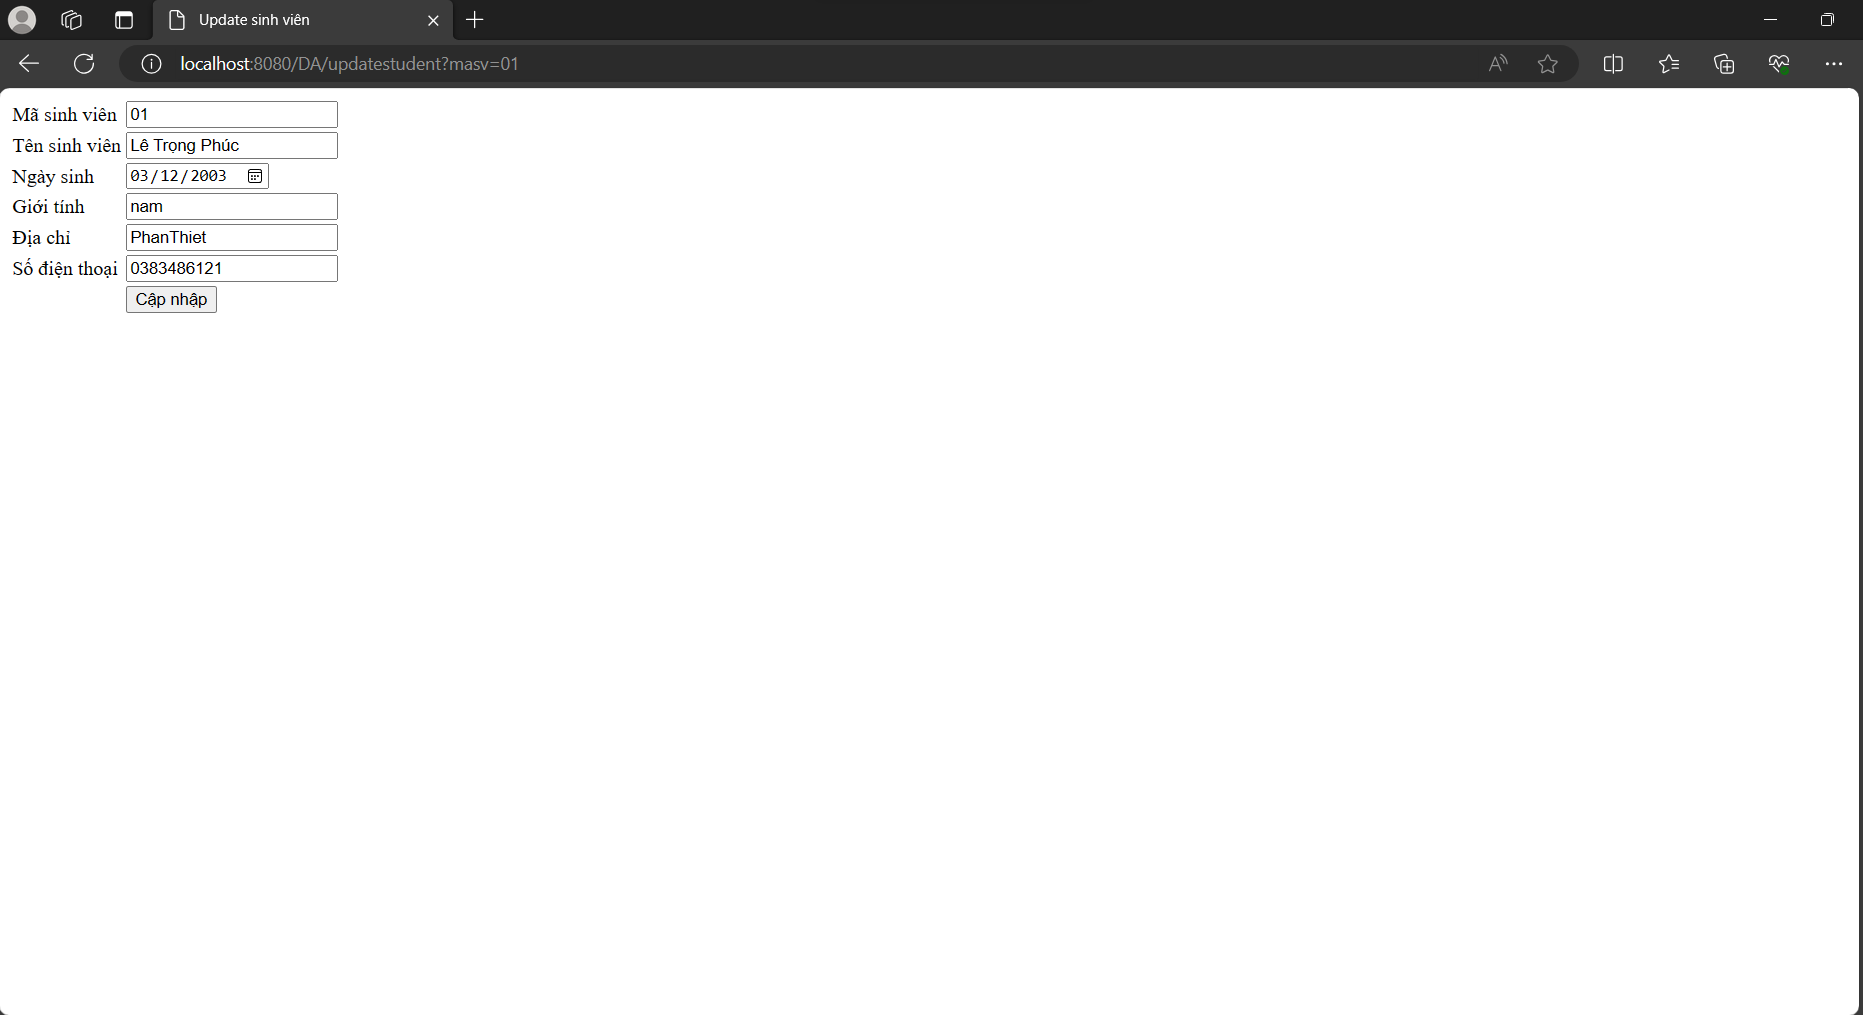 Update sinh viên
localhost:8080/DA/updatestudent?masv=01
Mã sinh viên 01
Tên sinh viên Lê Trọng Phúc
Ngày sinh 03/12/2003
Giới tính nam
Địa chỉ PhanThiet
Số điện thoại 0383486121
Cập nhập